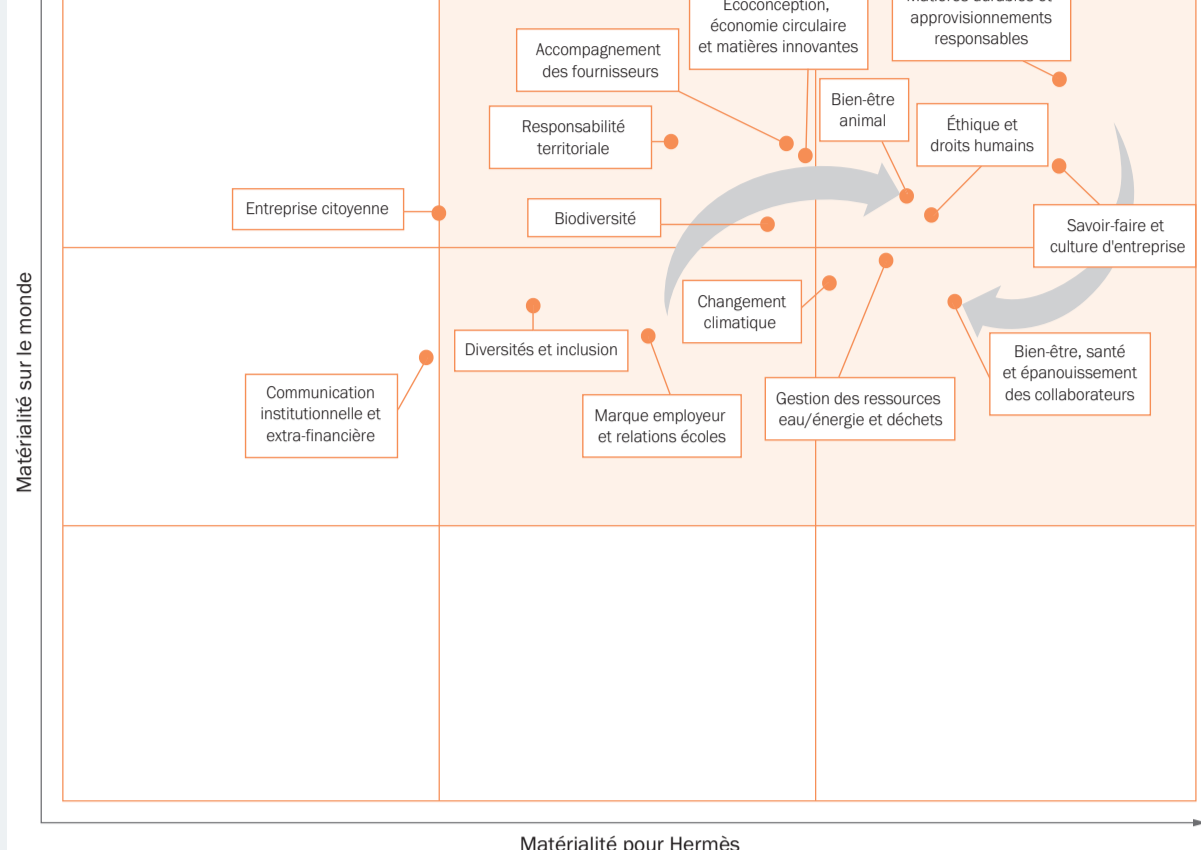 Écoconception,
économie circulaire
et matières innovantes
Matières durables et
approvisionnements
responsables
Accompagnement
des fournisseurs
Bien-être
animal
Éthique et
droits humains
Responsabilité
territoriale
Entreprise citoyenne
Biodiversité
Savoir-faire et
culture d'entreprise
Changement
climatique
Diversités et inclusion
Bien-être, santé
et épanouissement
des collaborateurs
Communication
institutionnelle et
extra-financière
Marque employeur
et relations écoles
Gestion des ressources
eau/énergie et déchets
Matérialité sur le monde
Matérialité pour Hermès